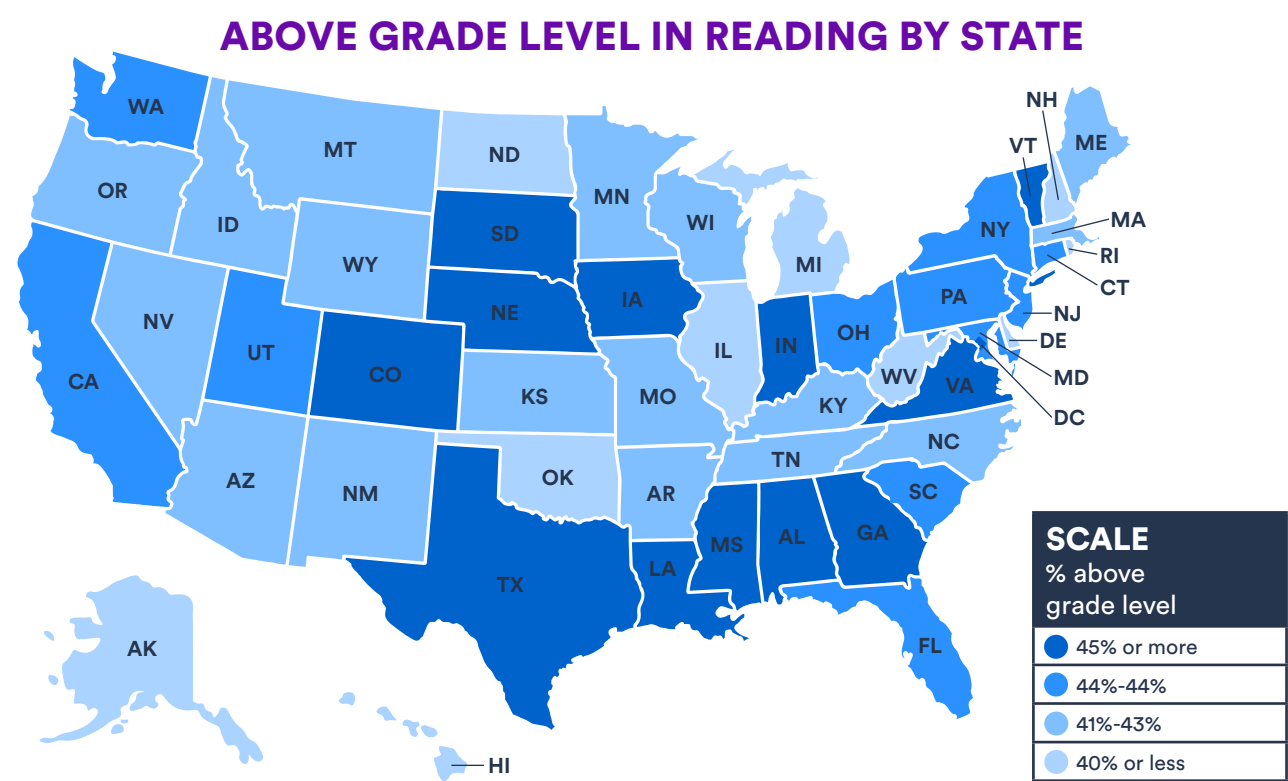 ABOVE GRADE LEVEL IN READING BY STATE
NH
WA
VT
ME
MT
ND
OR
MN
ID
WI
MA
SD
NY
RI
WY
MI
CT
IA
PA
NE
NJ
NV
OH
DE
UT
IL
IN
CO
WV
MD
CA
VA
KS
MO
KY
DC
NC
TN
AZ
OK
NM
AR
SC
GA
AL
MS
SCALE
% above
grade level
LA
TX
FL
AK
45% or more
44%-44%
41%-43%
40% or less
HI